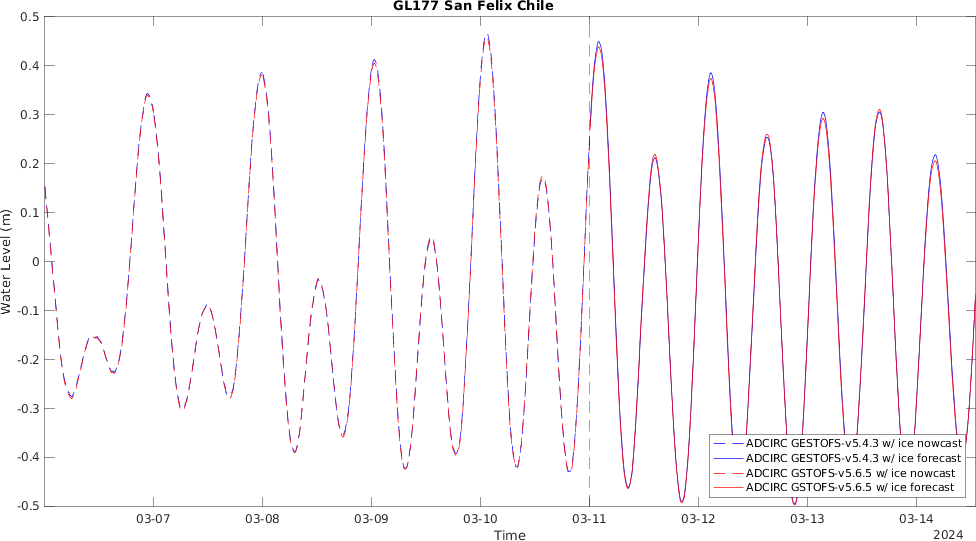 GL177 San Felix Chile
0.5
0.4
0.3
0.2
0.1
0
-0.1
-0.2
-0.3
-0.4
-0.5
Water Level (m)
ADCIRC GESTOFS-v5.4.3 w/ ice nowcast
ADCIRC GESTOFS-v5.4.3 w/ ice forecast
ADCIRC GSTOFS-v5.6.5 w/ ice nowcast
ADCIRC GSTOFS-v5.6.5 w/ ice forecast
03-07 03-08 03-09 03-10 03-11 03-12 03-13 03-14
Time
2024